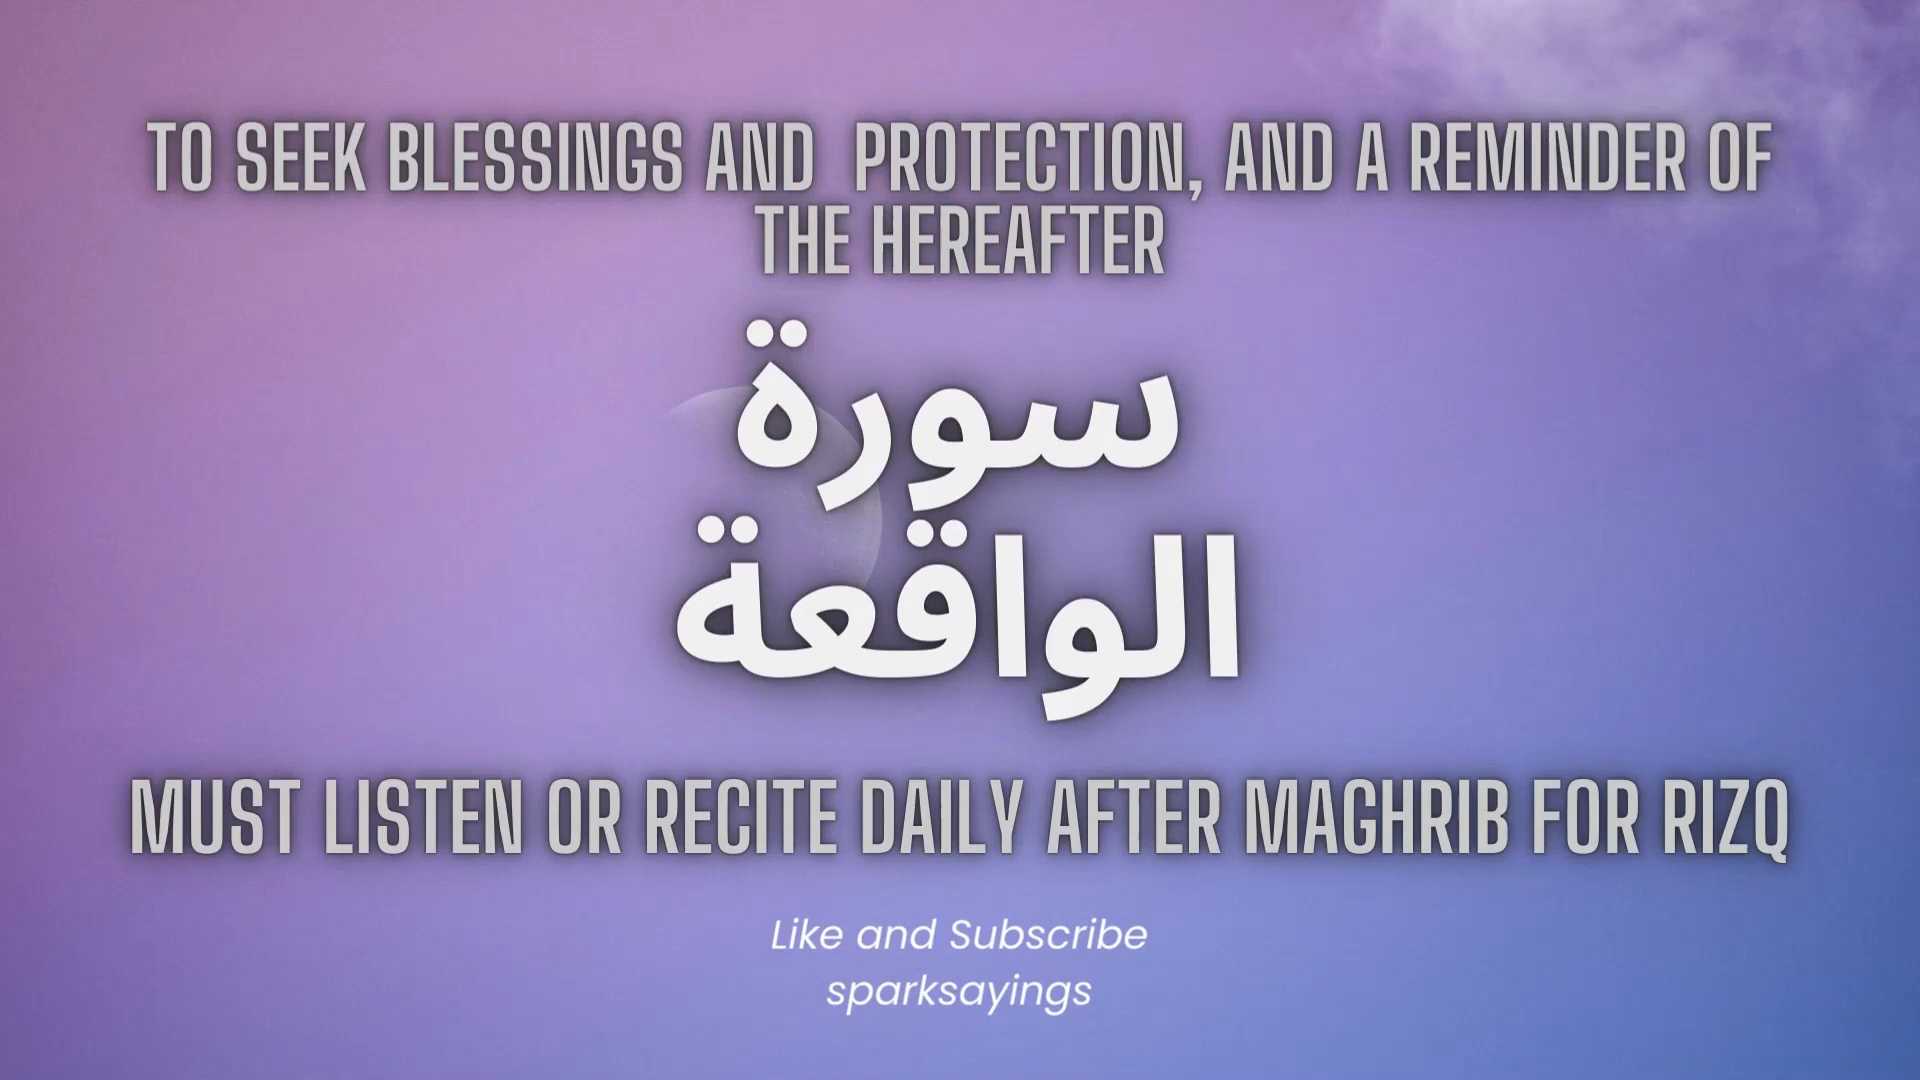 TO SEEK BLESSINGS AND PROTECTION, AND A REMINDER OF
THE HEREAFTER
سورة
الواقعة
MUST LISTEN OR RECITE DAILY AFTER MAGHRIB FOR RIZQ
Like and Subscribe
sparksayings